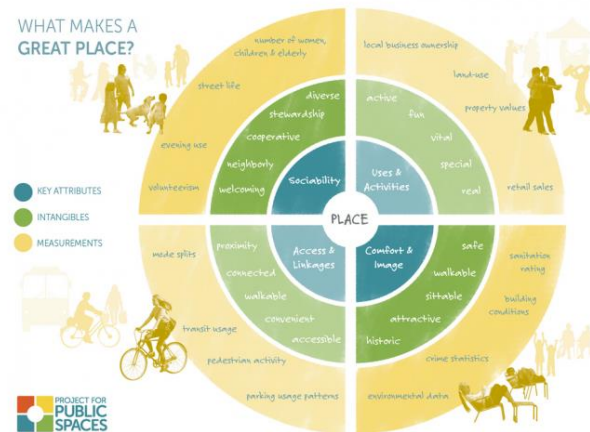 WHAT MAKES A
GREAT PLACE?
KEY ATTRIBUTES
INTANGIBLES
MEASUREMENTS
number of women,
children & elderly
street life
evening use
volunteerism
diverse
stewardship
cooperative
neighborly
welcoming
Sociability
local business ownership
land-use
property values
retail sales
active
fun
vital
special
real
Uses &
Activities
PLACE
Access &
Linkages
proximity
connected
walkable
convenient
accessible
mode splits
transit usage
pedestrian activity
parking usage patterns
Comfort &
Image
safe
walkable
sittable
attractive
historic
sanitation
rating
building
conditions
crime statistics
environmental data
PROJECT FOR
PUBLIC
SPACES